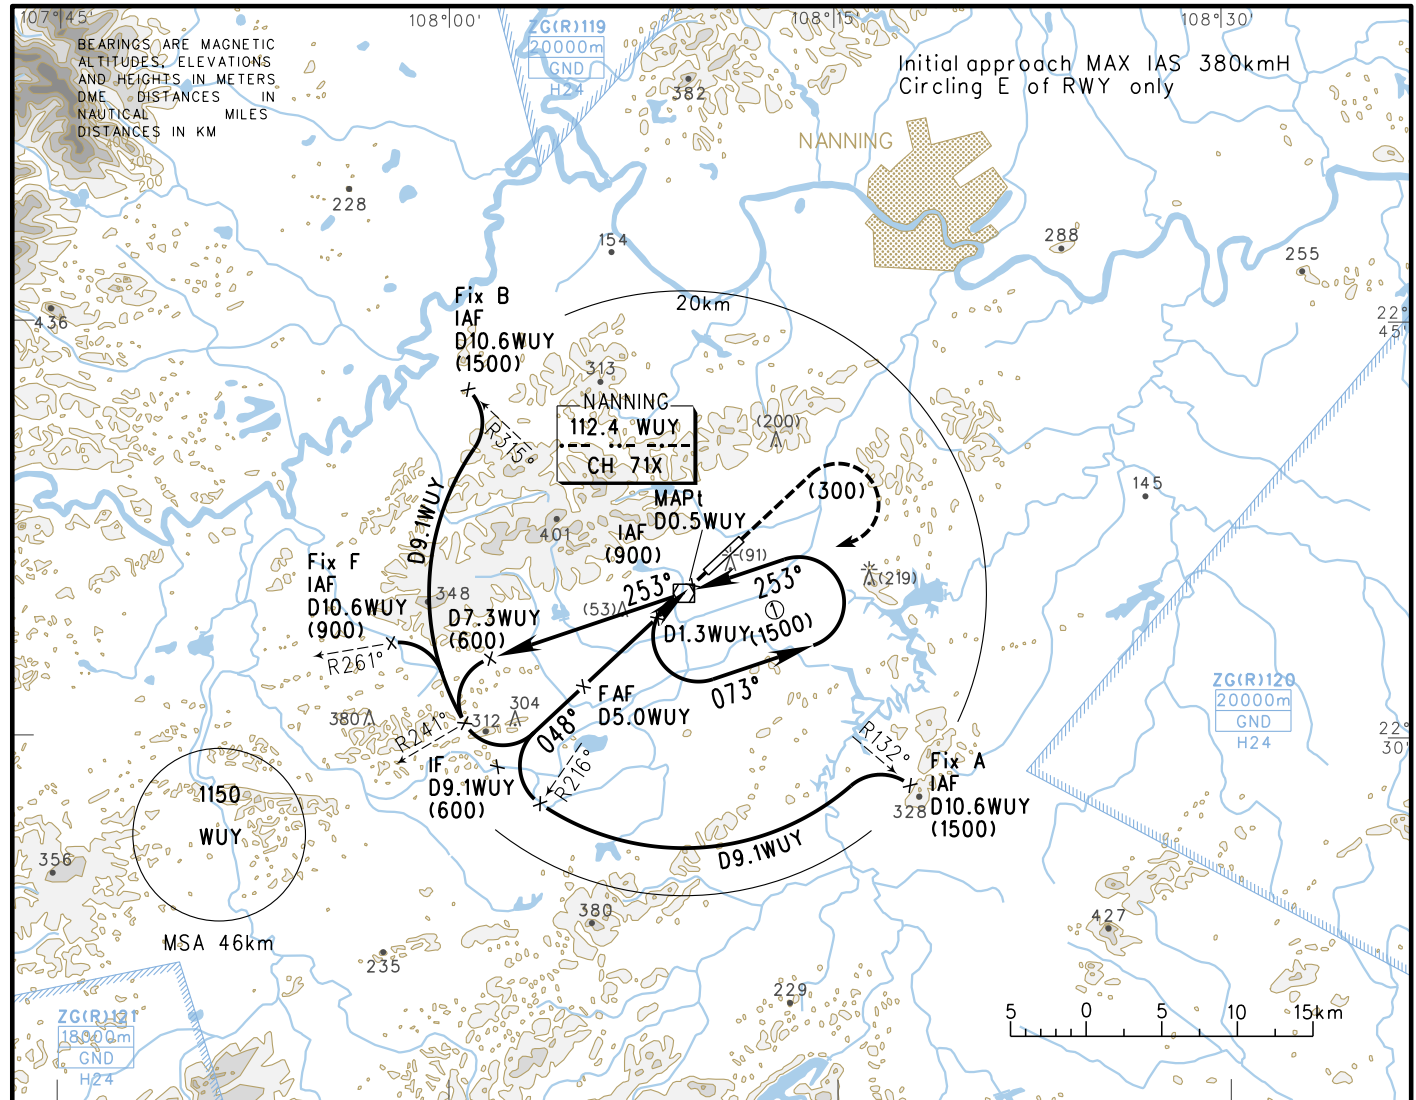 107°45'
108°00'
108°15'
108°30'
BEARINGS ARE MAGNETIC
ALTITUDES, ELEVATIONS
AND HEIGHTS IN METERS
DME DISTANCES IN
NAUTICAL MILES
DISTANCES IN KM
300
200
ZG(R)119
20000m
GND
H24
Initial approach MAX IAS 380kmH
Circling E of RWY only
NANNING
382
228
154
288
255
436
22°
45'
20km
Fix B
IAF
D10.6WUY
(1500)
R315°
313
NANNING
112.4 WUY
CH 71X
(200)
(300)
145
D9.1WUY
MAPt
D0.5WUY
401
IAF
(900)
(91)
(219)
Fix F
IAF
D10.6WUY
(900)
R261°
348
D7.3WUY
(600)
253°
(53)
253°
①
(1500)
D1.3WUY
073°
FAF
D5.0WUY
048°
304
312
380
R241°
IF
D9.1WUY
(600)
R216°
R132°
Fix A
IAF
D10.6WUY
(1500)
328
D9.1WUY
ZG(R)120
20000m
GND
H24
22°
30'
1150
WUY
MSA 46km
356
380
235
229
427
ZG(R)121
18000m
GND
H24
5 0 5 10 15km